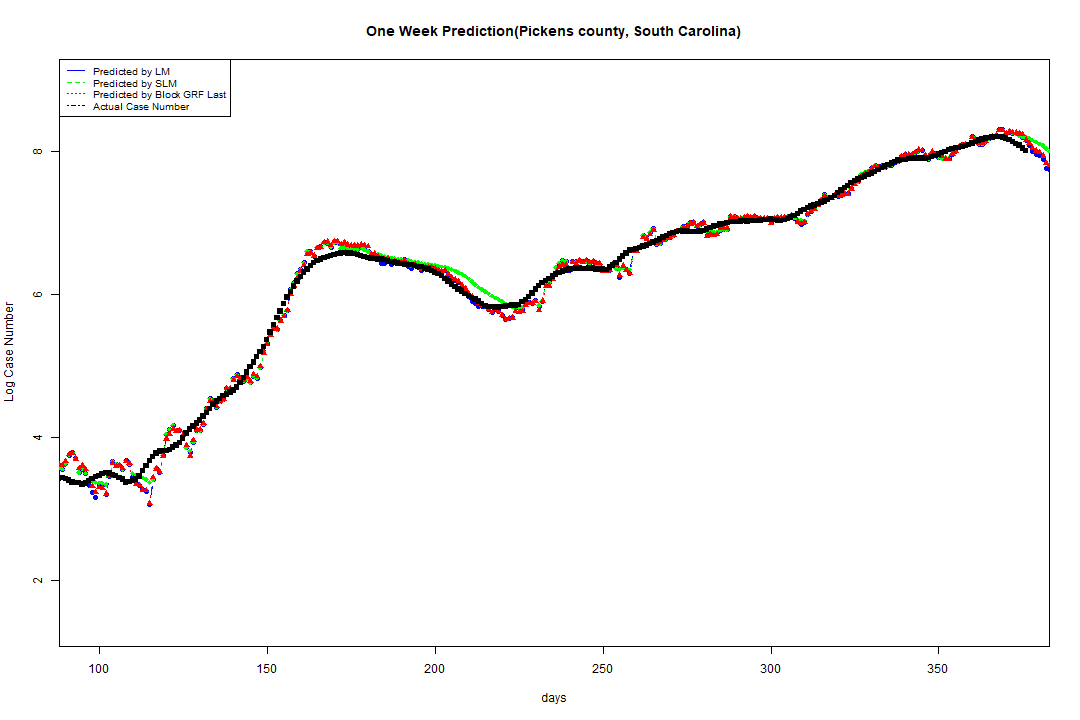 One Week Prediction(Pickens county, South Carolina)
Predicted by LM
Predicted by SLM
Predicted by Block GRF Last
Actual Case Number
8
6
4
2
Log Case Number
100 150 200 250 300 350
days